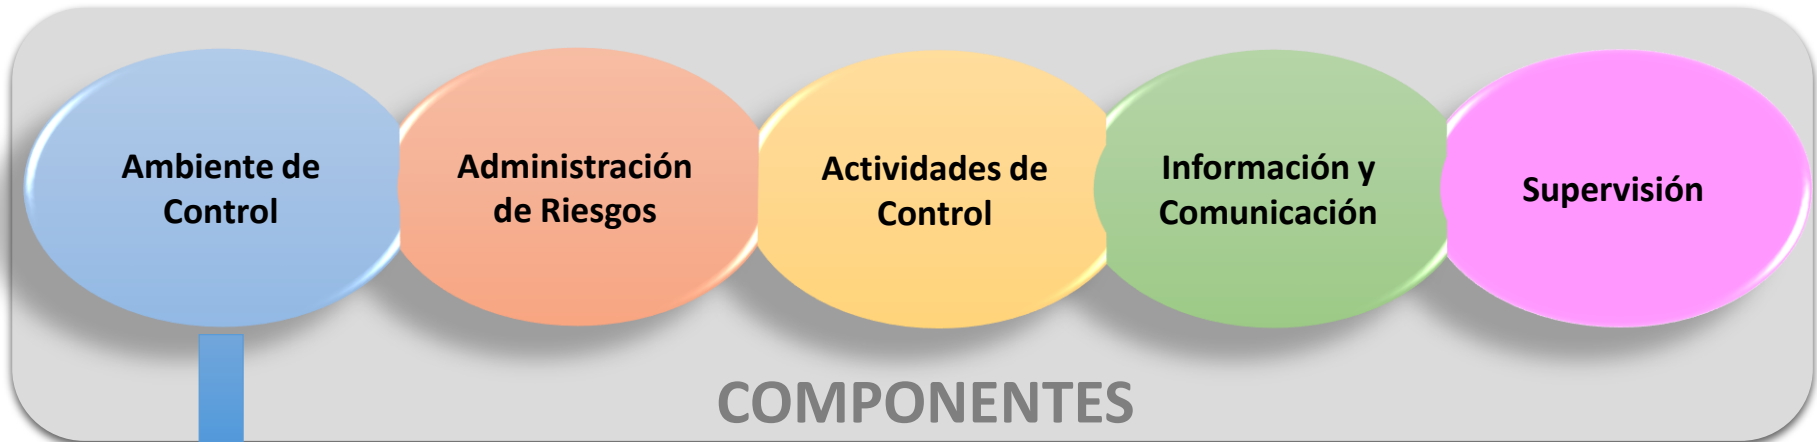 Ambiente de
Control
Administración
de Riesgos
Actividades de
Control
Información y
Comunicación
Supervisión
COMPONENTES